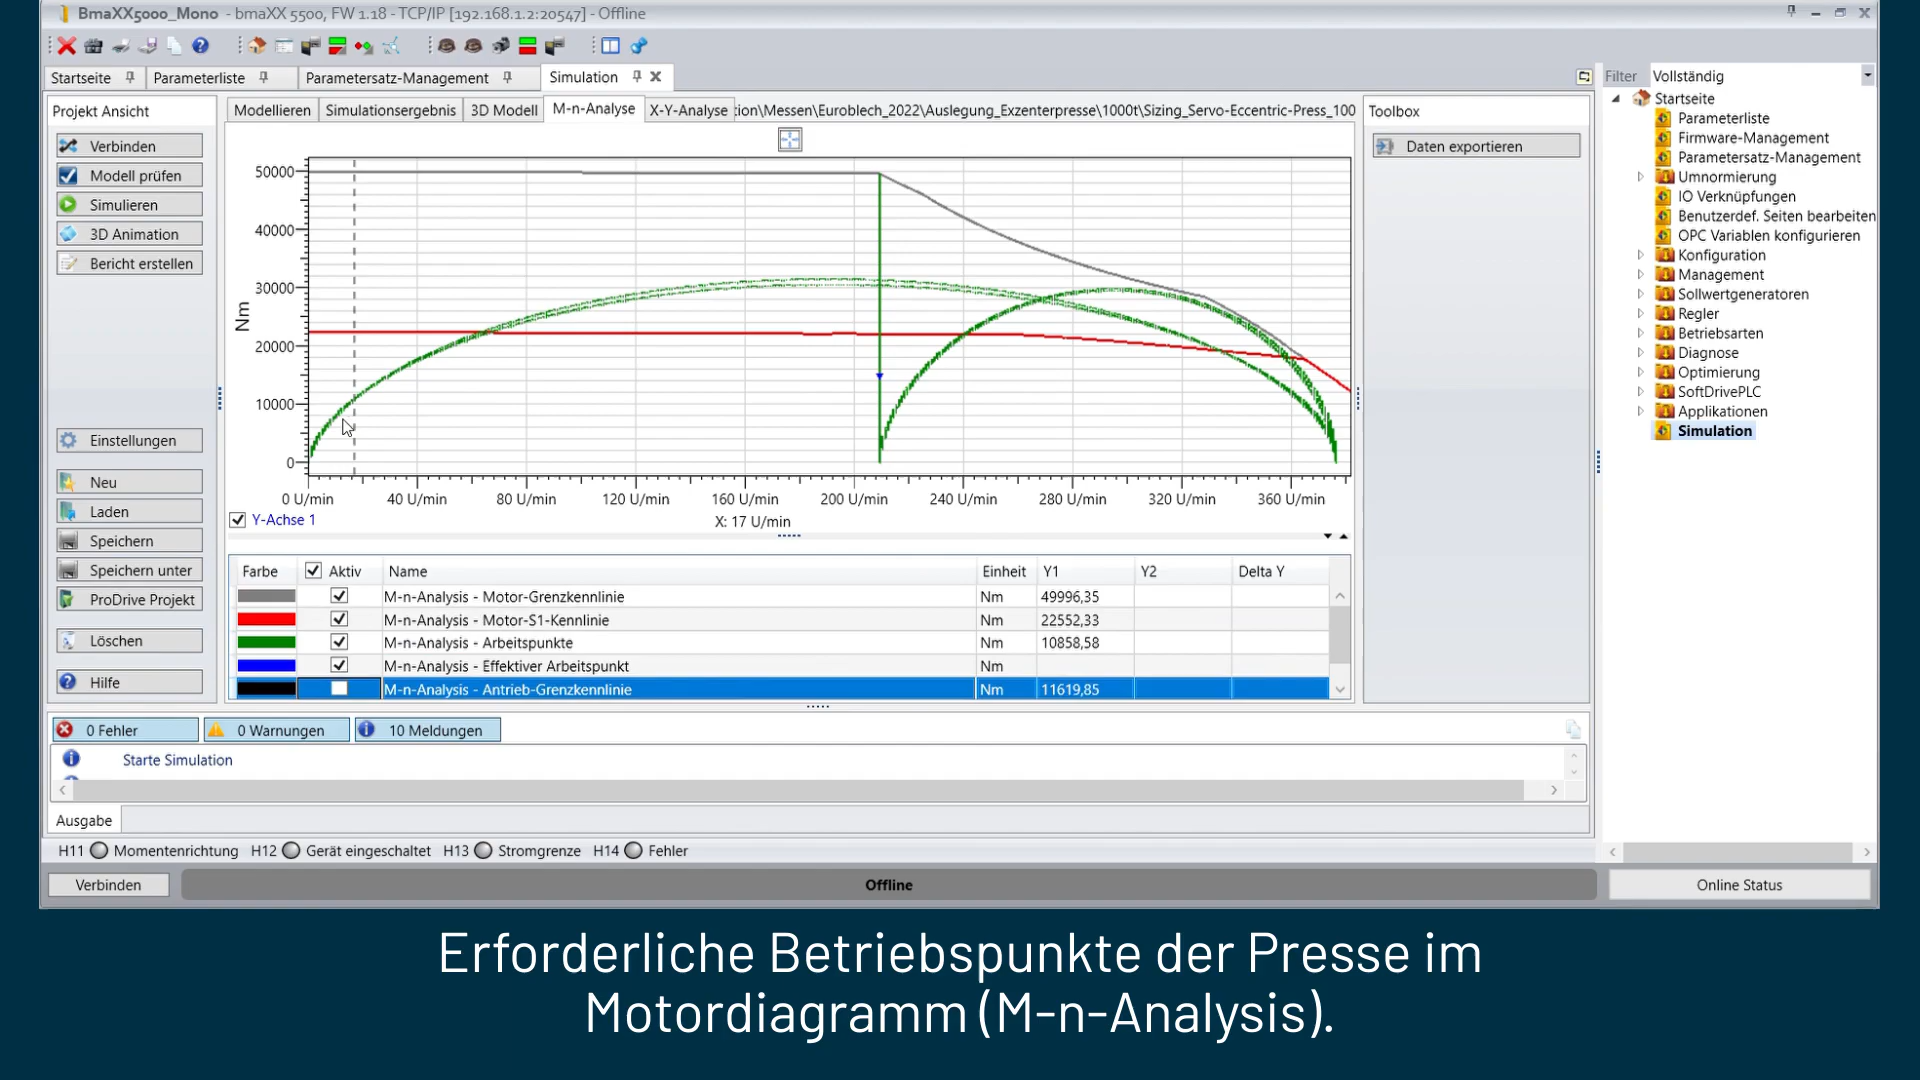 BmaXX5000_Mono - bmaXX 5500, FW 1.18 - TCP/IP [192.168.1.2:20547] - Offline
Startseite
Parameterliste
Parametersatz-Management
Simulation
Filter
Vollständig
Projekt Ansicht
Verbinden
Modell prüfen
Simulieren
3D Animation
Bericht erstellen
Einstellungen
Neu
Laden
Speichern
Speichern unter
ProDrive Projekt
Löschen
Hilfe
Modellieren
Simulationsergebnis
3D Modell
M-n-Analyse
X-Y-Analyse
tion\Messen\Euroblech_2022\Auslegung_Exzenterpresse\1000t\Sizing_Servo-Eccentric-Press_100
Nm
50000
40000
30000
20000
10000
0
0 U/min
40 U/min
80 U/min
120 U/min
160 U/min
200 U/min
240 U/min
280 U/min
320 U/min
360 U/min
Y-Achse 1
X: 17 U/min
Farbe Aktiv Name Einheit Y1 Y2 Delta Y
M-n-Analysis - Motor-Grenzkennlinie Nm 49996,35
M-n-Analysis - Motor-S1-Kennlinie Nm 22552,33
M-n-Analysis - Arbeitspunkte Nm 10858,58
M-n-Analysis - Effektiver Arbeitspunkt Nm
M-n-Analysis - Antrieb-Grenzkennlinie Nm 11619,85
Toolbox
Daten exportieren
Startseite
Parameterliste
Firmware-Management
Parametersatz-Management
Umnormierung
IO Verknüpfungen
Benutzerdef. Seiten bearbeiten
OPC Variablen konfigurieren
Konfiguration
Management
Sollwertgeneratoren
Regler
Betriebsarten
Diagnose
Optimierung
SoftDrivePLC
Applikationen
Simulation
0 Fehler
0 Warnungen
10 Meldungen
Starte Simulation
Ausgabe
H11 Momentenrichtung H12 Gerät eingeschaltet H13 Stromgrenze H14 Fehler
Verbinden
Offline
Online Status
Erforderliche Betriebspunkte der Presse im
Motordiagramm (M-n-Analysis).